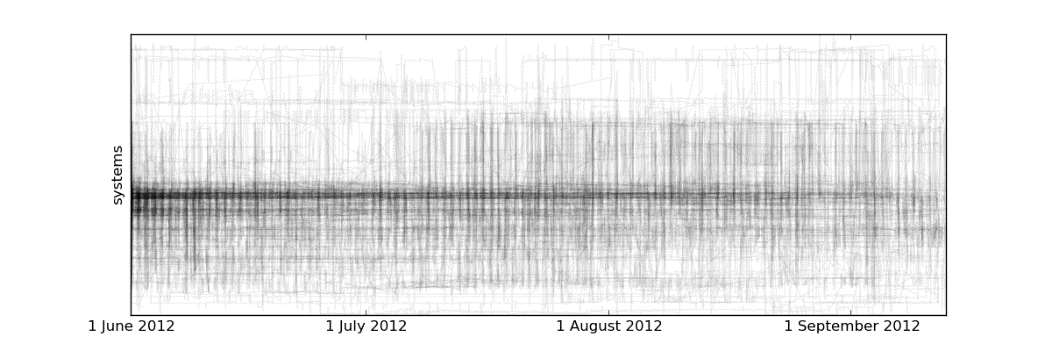 systems
1 June 2012
1 July 2012
1 August 2012
1 September 2012